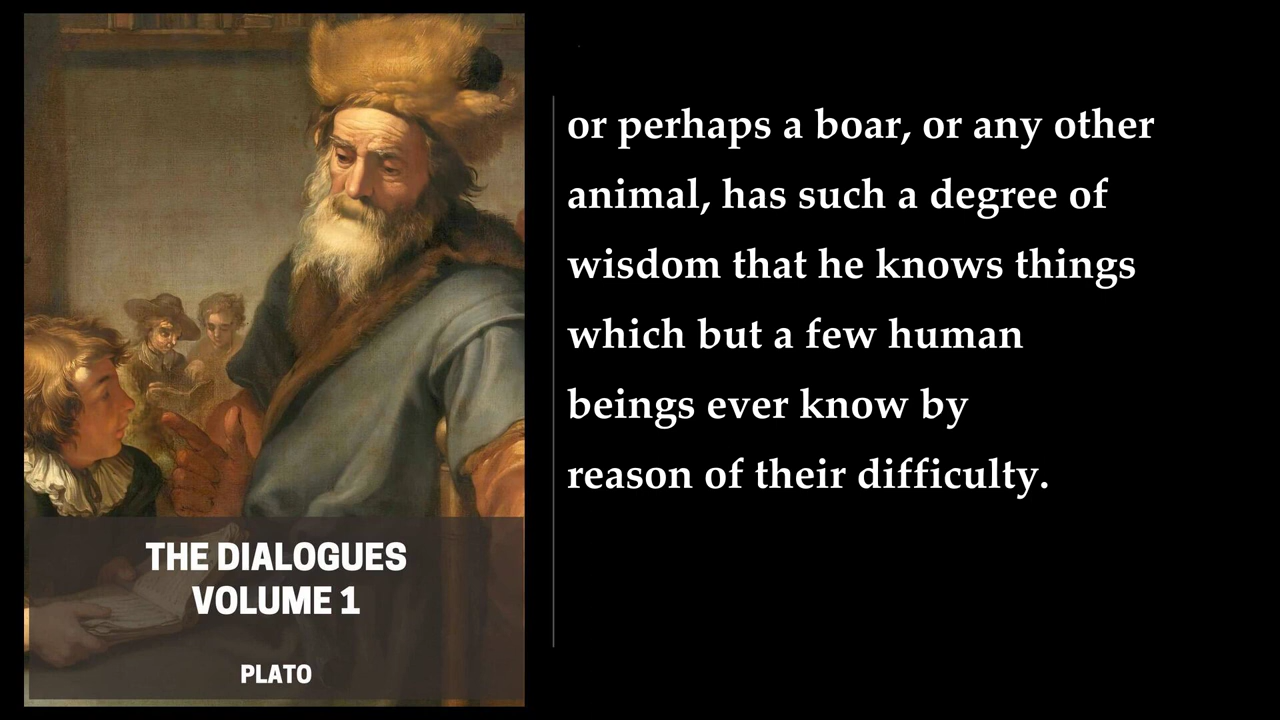 or perhaps a boar, or any other
animal, has such a degree of
wisdom that he knows things
which but a few human
beings ever know by
reason of their difficulty.
THE DIALOGUES
VOLUME 1
PLATO